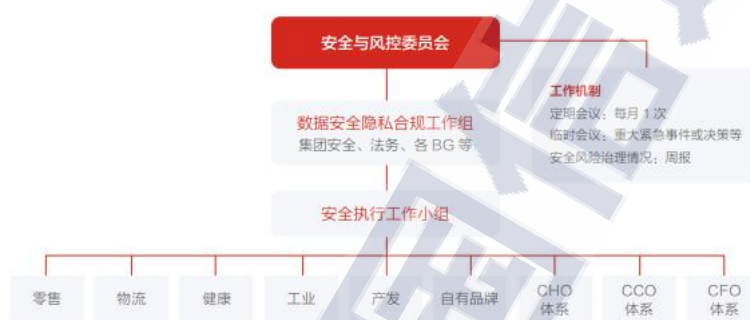 安全与风控委员会
工作机制
定期会议：每月 1 次
临时会议：重大紧急事件或决策等
安全风险治理情况：周报
数据安全隐私合规工作组
集团安全、法务、各 BG 等
安全执行工作小组
零售
物流
健康
工业
产发
自有品牌
CHO
体系
CCO
体系
CFO
体系